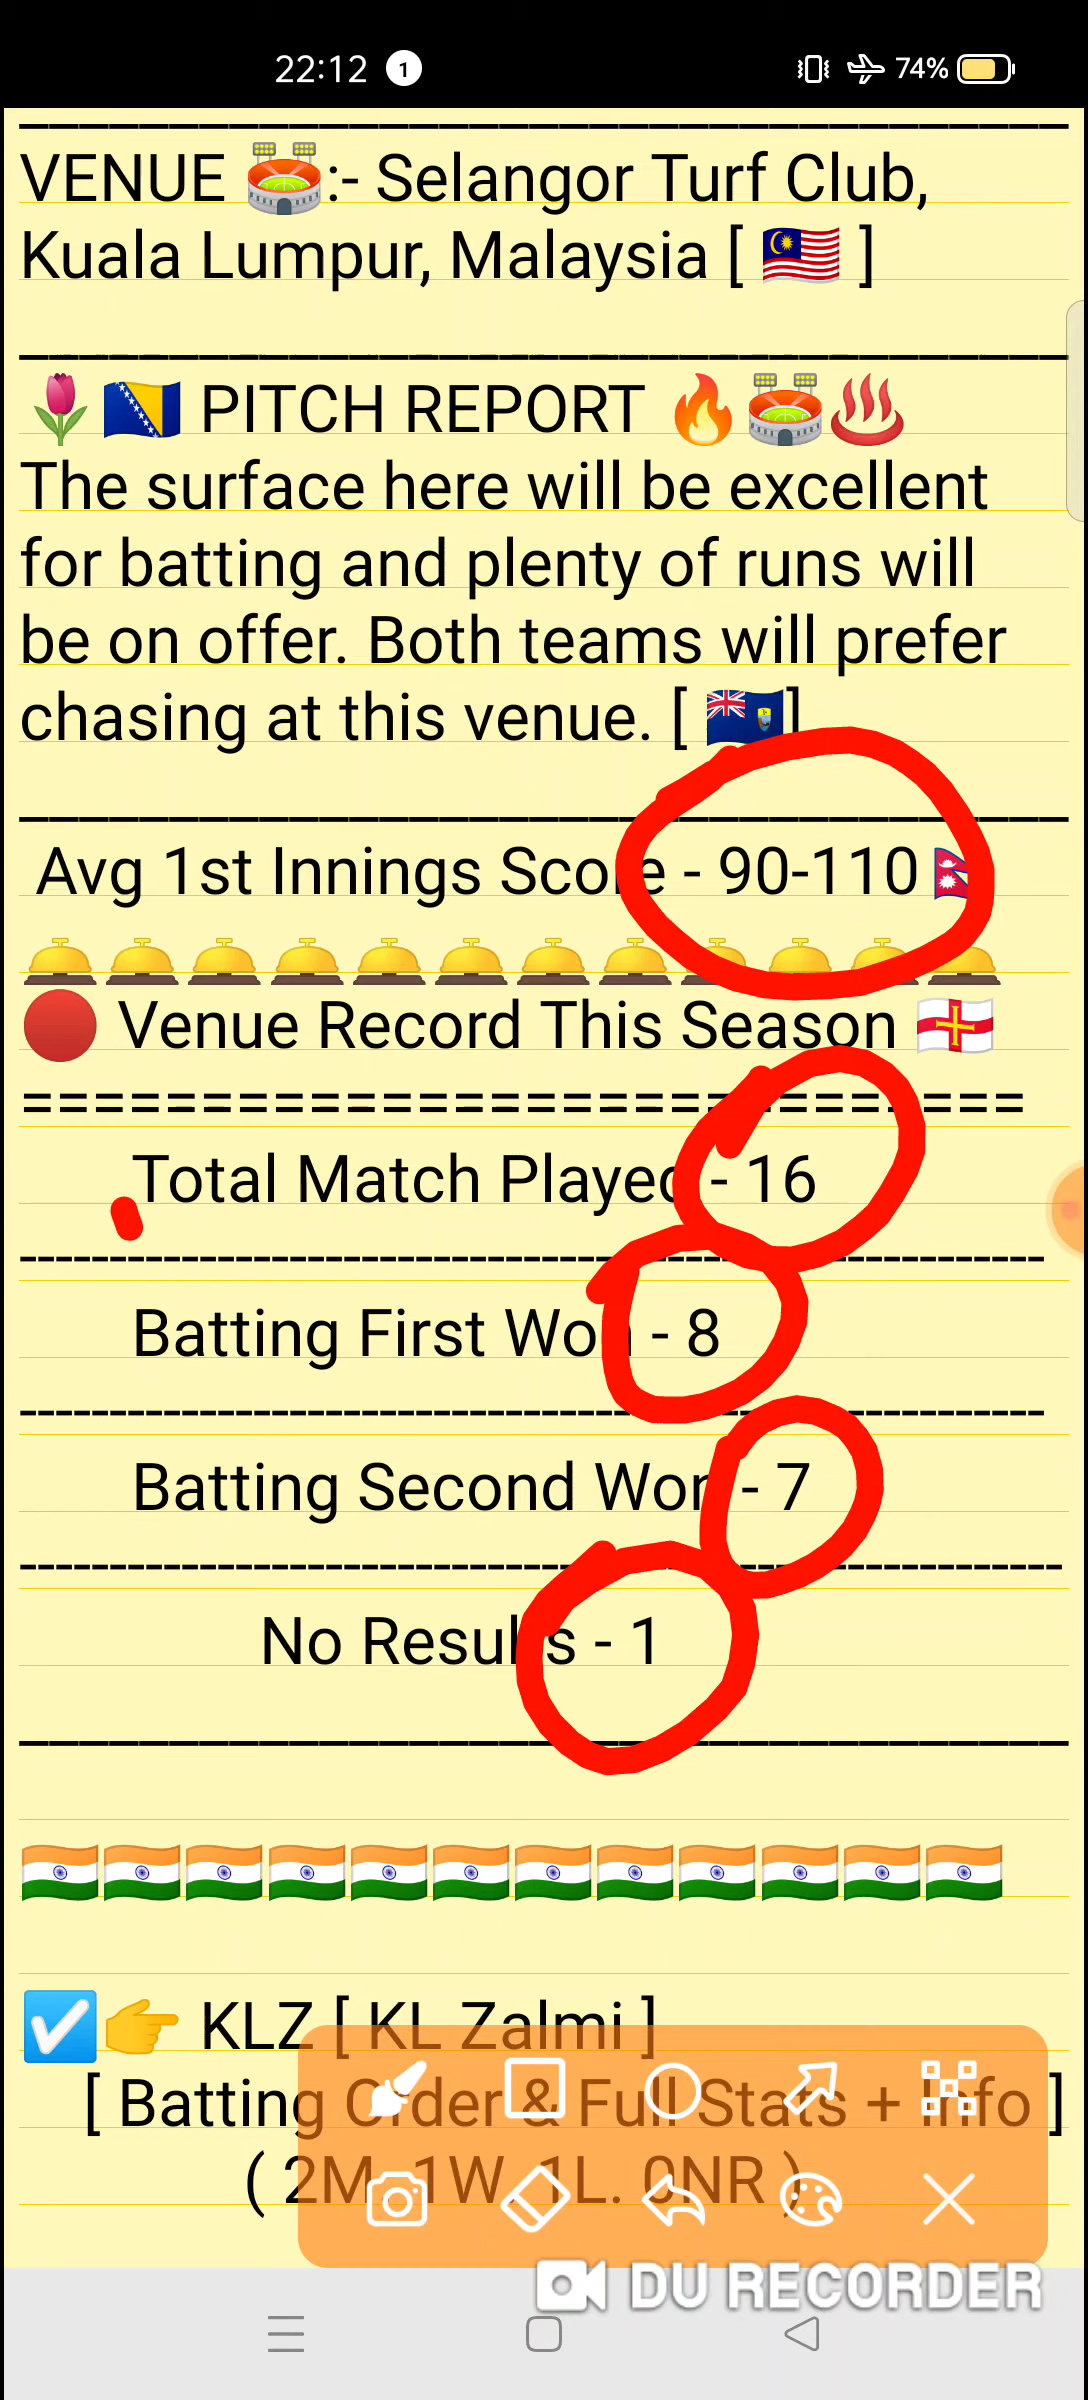 22:12 1 74%
VENUE 🏟:- Selangor Turf Club,
Kuala Lumpur, Malaysia [ 🇲🇾 ]
🌷🇧🇦 PITCH REPORT 🔥🏟♨
The surface here will be excellent
for batting and plenty of runs will
be on offer. Both teams will prefer
chasing at this venue. [ 🇸🇭]
Avg 1st Innings Score - 90-110 🇳🇵
🛎🛎🛎🛎🛎🛎🛎🛎🛎🛎🛎🛎
🔴 Venue Record This Season 🇬🇬
============================
Total Match Played - 16
Batting First Won - 8
Batting Second Won - 7
No Results - 1
🇮🇳🇮🇳🇮🇳🇮🇳🇮🇳🇮🇳🇮🇳🇮🇳🇮🇳🇮🇳🇮🇳🇮🇳
☑👉 KLZ [ KL Zalmi ]
[ Batting Order & Full Stats + Info ]
( 2M. 1W. 1L. 0NR )
DU RECORDER